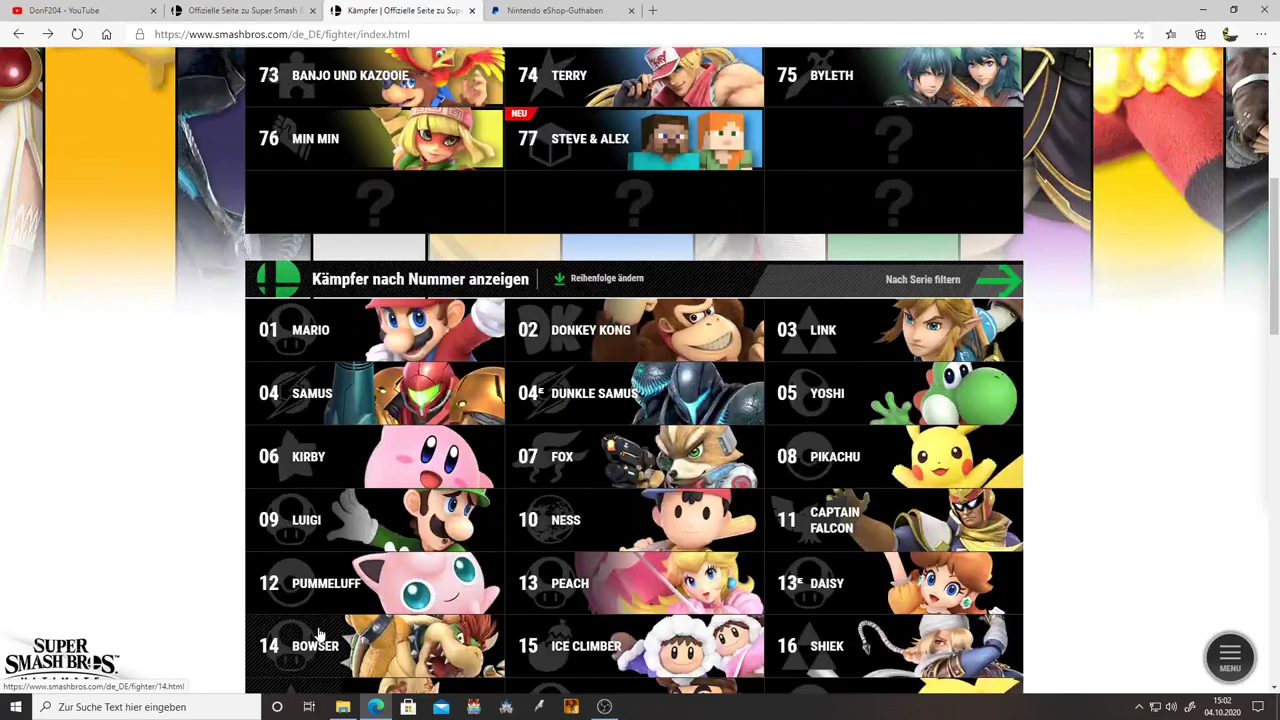 DonF204 - YouTube
Offizielle Seite zu Super Smash B
Kämpfer | Offizielle Seite zu Supe
Nintendo eShop-Guthaben
https://www.smashbros.com/de_DE/fighter/index.html
73 BANJO UND KAZOOIE
74 TERRY
75 BYLETH
NEU
76 MIN MIN
77 STEVE & ALEX
?
? ? ?
Kämpfer nach Nummer anzeigen
Reihenfolge ändern
Nach Serie filtern
01 MARIO
02 DONKEY KONG
DK
03 LINK
04 SAMUS
04ᴱ DUNKLE SAMUS
05 YOSHI
06 KIRBY
07 FOX
08 PIKACHU
09 LUIGI
10 NESS
11 CAPTAIN
FALCON
12 PUMMELUFF
13 PEACH
13ᴱ DAISY
14 BOWSER
15 ICE CLIMBER
16 SHIEK
SUPER
SMASH BROS.
MENU
https://www.smashbros.com/de_DE/fighter/14.html
Zur Suche Text hier eingeben
15:02
04.10.2020